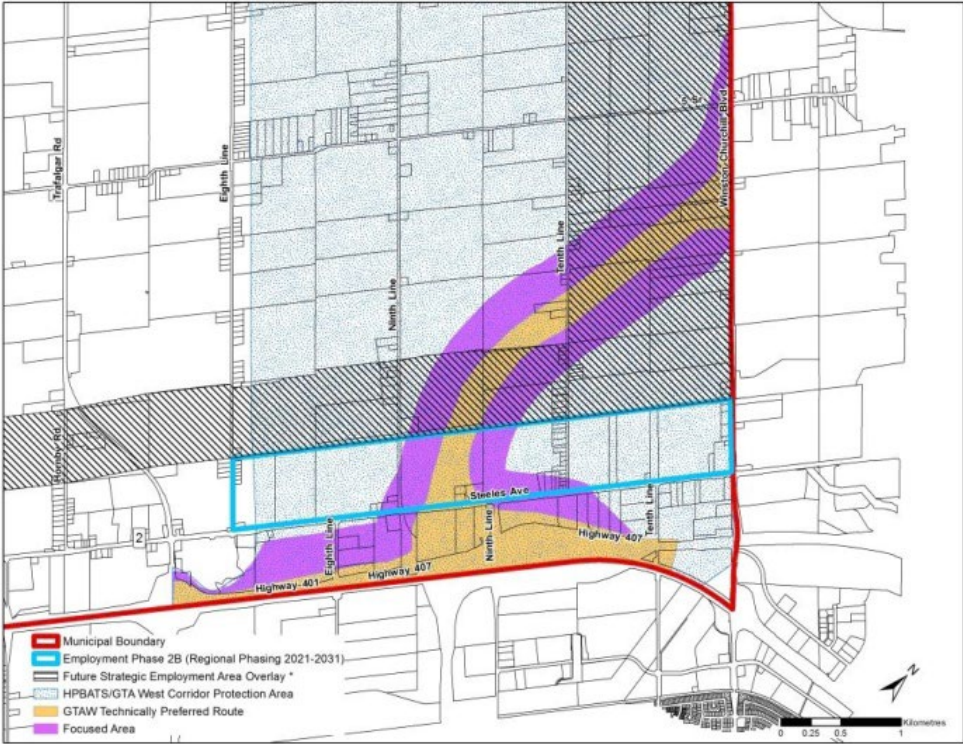 Trafalgar Rd
Eighth Line
Ninth Line
Tenth Line
Winston Churchill Blvd
Hornby Rd
2
Steeles Ave
Eighth Line
Ninth Line
Tenth Line
Highway 407
Highway 401
Highway 407
Municipal Boundary
Employment Phase 2B (Regional Phasing 2021-2031)
Future Strategic Employment Area Overlay *
HPBATS/GTA West Corridor Protection Area
GTAW Technically Preferred Route
Focused Area
N
Kilometres
0 0.25 0.5 1